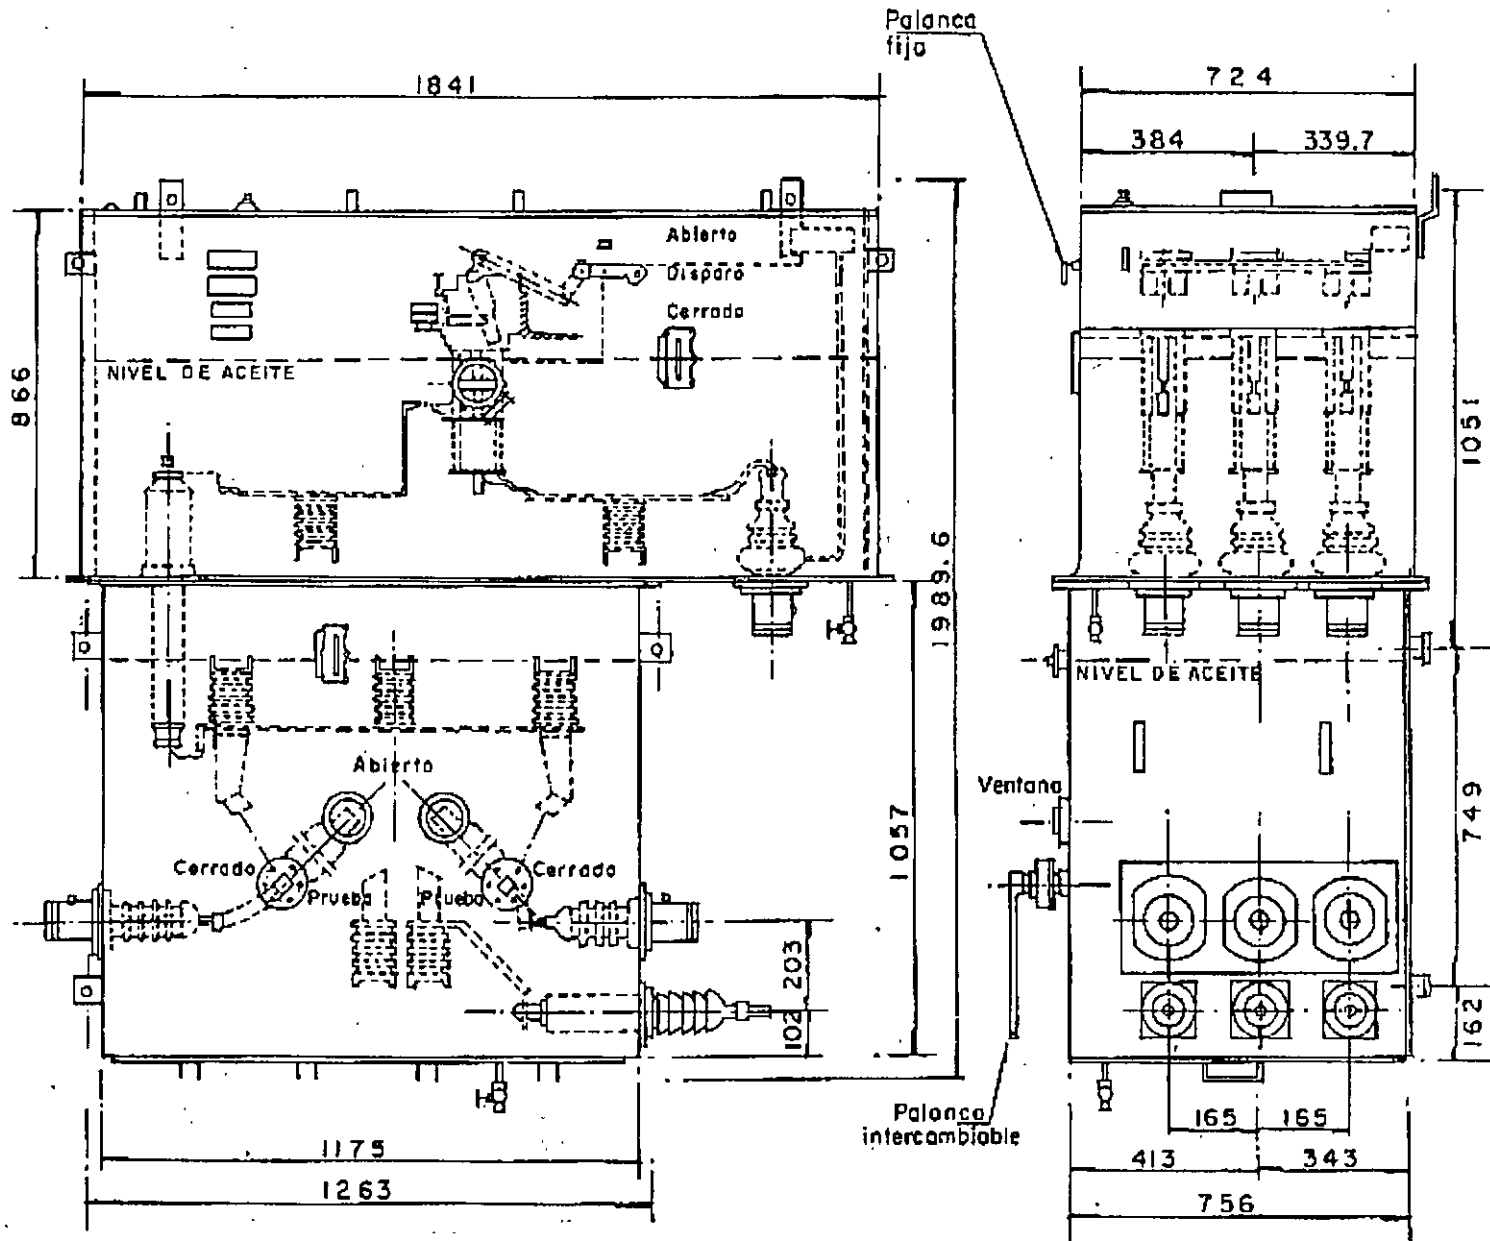 Palanca
fija
1841
724
384
339.7
Abierto
Disparo
Cerrado
NIVEL DE ACEITE
866
1051
1989.6
NIVEL DE ACEITE
Abierto
Ventana
749
1057
Cerrado
Cerrado
Prueba
Prueba
203
102
162
Palanca
intercambiable
165
165
1175
413
343
1263
756